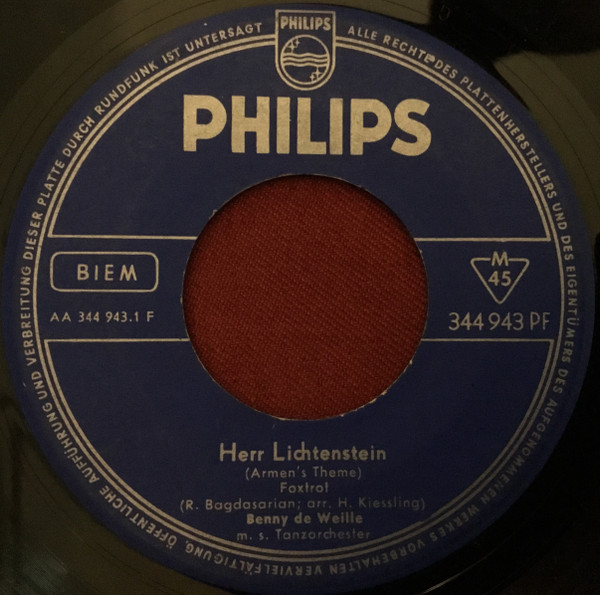 PHILIPS
PHILIPS
BIEM
AA 344 943.1 F
M
45
344 943 PF
Herr Lichtenstein
(Armen's Theme)
Foxtrot
(R. Bagdasarian; arr. H. Kiessling)
Benny de Weille
m. s. Tanzorchester
ALLE RECHTE DES PLATTENHERSTELLERS UND DES EIGENTÜMERS DES AUFGENOMMENEN WERKES VORBEHALTEN VERVIELFÄLTIGUNG, ÖFFENTLICHE AUFFÜHRUNG UND VERBREITUNG DIESER PLATTE DURCH RUNDFUNK IST UNTERSAGT